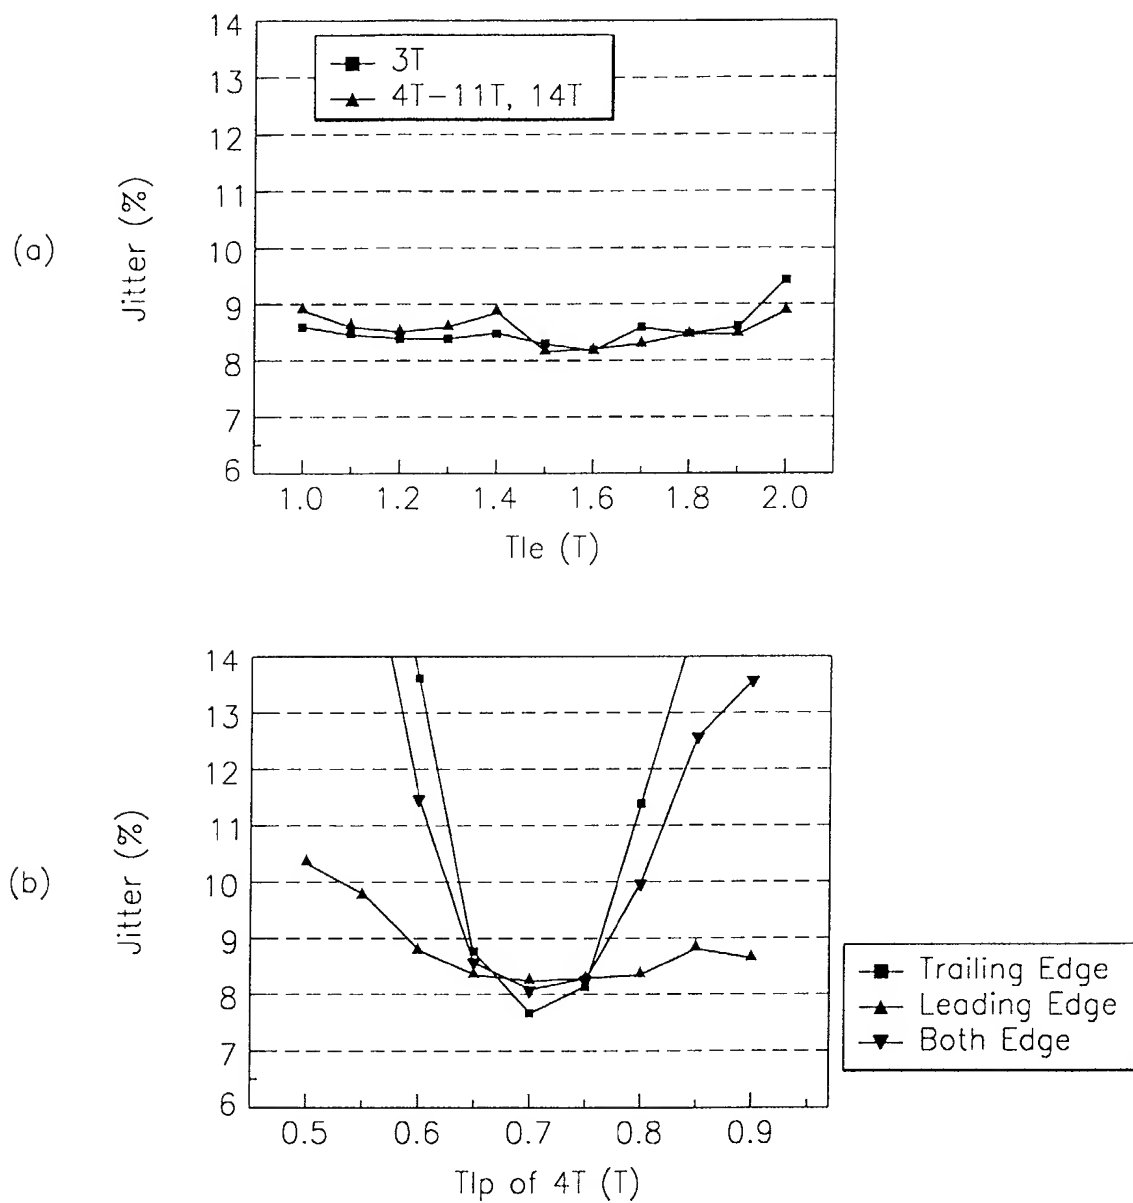 (a)
Jitter (%)
14
13
12
11
10
9
8
7
6
3T
4T-11T, 14T
1.0 1.2 1.4 1.6 1.8 2.0
Tle (T)
(b)
Jitter (%)
14
13
12
11
10
9
8
7
6
Trailing Edge
Leading Edge
Both Edge
0.5 0.6 0.7 0.8 0.9
Tlp of 4T (T)